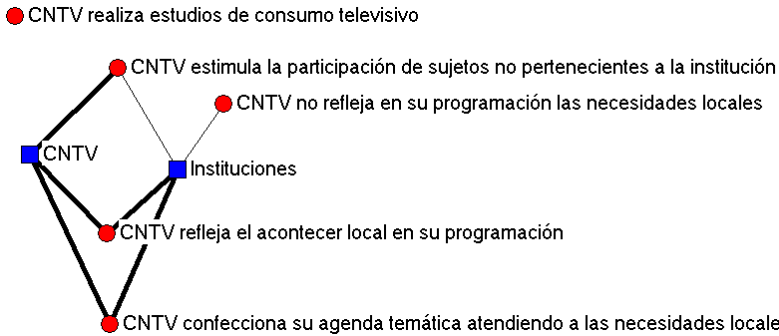 CNTV realiza estudios de consumo televisivo
CNTV estimula la participación de sujetos no pertenecientes a la institución
CNTV no refleja en su programación las necesidades locales
CNTV
Instituciones
CNTV refleja el acontecer local en su programación
CNTV confecciona su agenda temática atendiendo a las necesidades locale